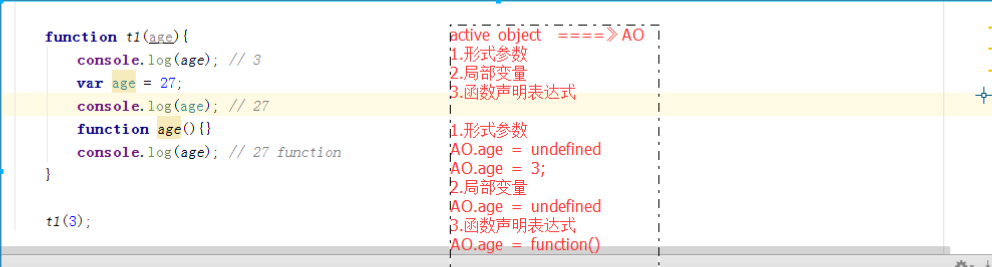 function t1(age){
console.log(age); // 3
var age = 27;
console.log(age); // 27
function age(){}
console.log(age); // 27 function
}
t1(3);
active object ====》AO
1.形式参数
2.局部变量
3.函数声明表达式
1.形式参数
AO.age = undefined
AO.age = 3;
2.局部变量
AO.age = undefined
3.函数声明表达式
AO.age = function()